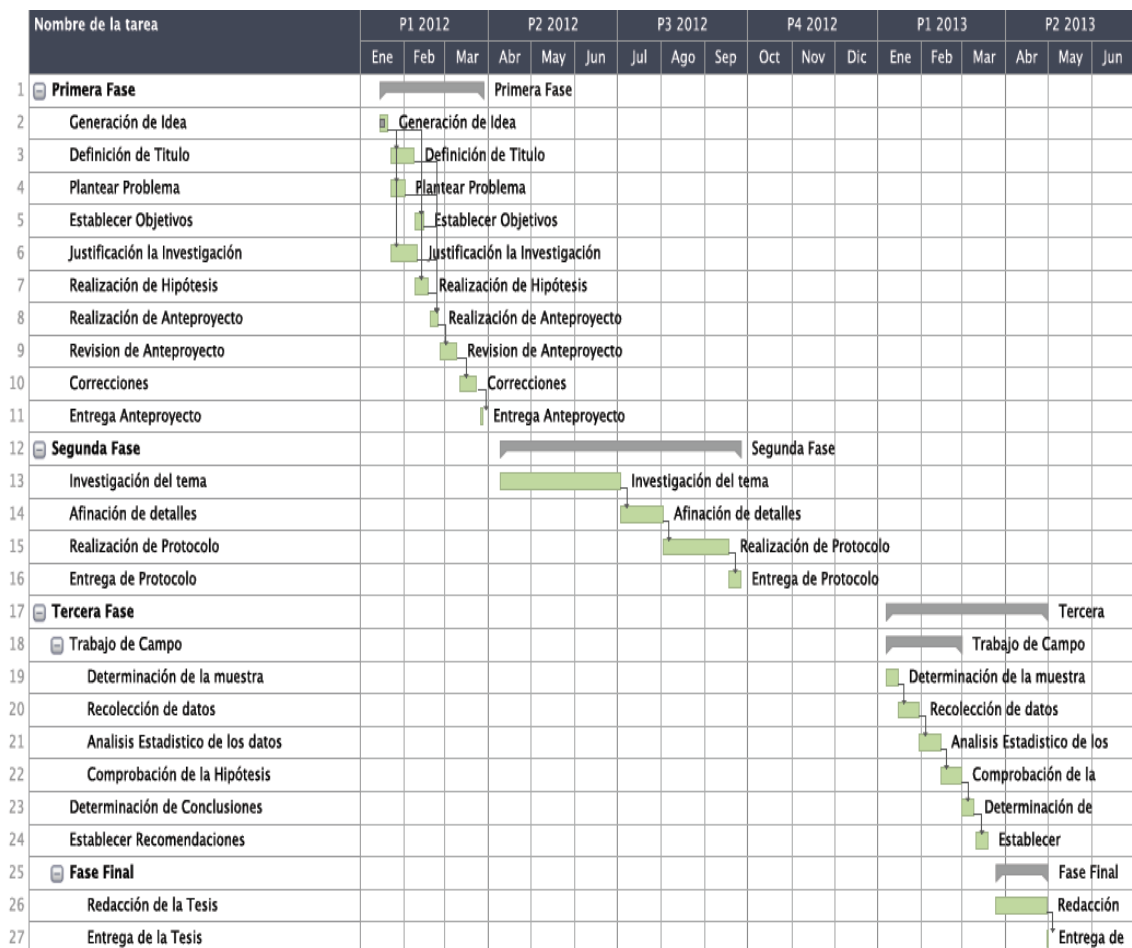 Nombre de la tarea P1 2012 P2 2012 P3 2012 P4 2012 P1 2013 P2 2013
Ene Feb Mar Abr May Jun Jul Ago Sep Oct Nov Dic Ene Feb Mar Abr May Jun
1 Primera Fase Primera Fase
2 Generación de Idea Generación de Idea
3 Definición de Titulo Definición de Titulo
4 Plantear Problema Plantear Problema
5 Establecer Objetivos Establecer Objetivos
6 Justificación la Investigación Justificación la Investigación
7 Realización de Hipótesis Realización de Hipótesis
8 Realización de Anteproyecto Realización de Anteproyecto
9 Revision de Anteproyecto Revision de Anteproyecto
10 Correcciones Correcciones
11 Entrega Anteproyecto Entrega Anteproyecto
12 Segunda Fase Segunda Fase
13 Investigación del tema Investigación del tema
14 Afinación de detalles Afinación de detalles
15 Realización de Protocolo Realización de Protocolo
16 Entrega de Protocolo Entrega de Protocolo
17 Tercera Fase Tercera
18 Trabajo de Campo Trabajo de Campo
19 Determinación de la muestra Determinación de la muestra
20 Recolección de datos Recolección de datos
21 Analisis Estadistico de los datos Analisis Estadistico de los
22 Comprobación de la Hipótesis Comprobación de la
23 Determinación de Conclusiones Determinación de
24 Establecer Recomendaciones Establecer
25 Fase Final Fase Final
26 Redacción de la Tesis Redacción
27 Entrega de la Tesis Entrega de